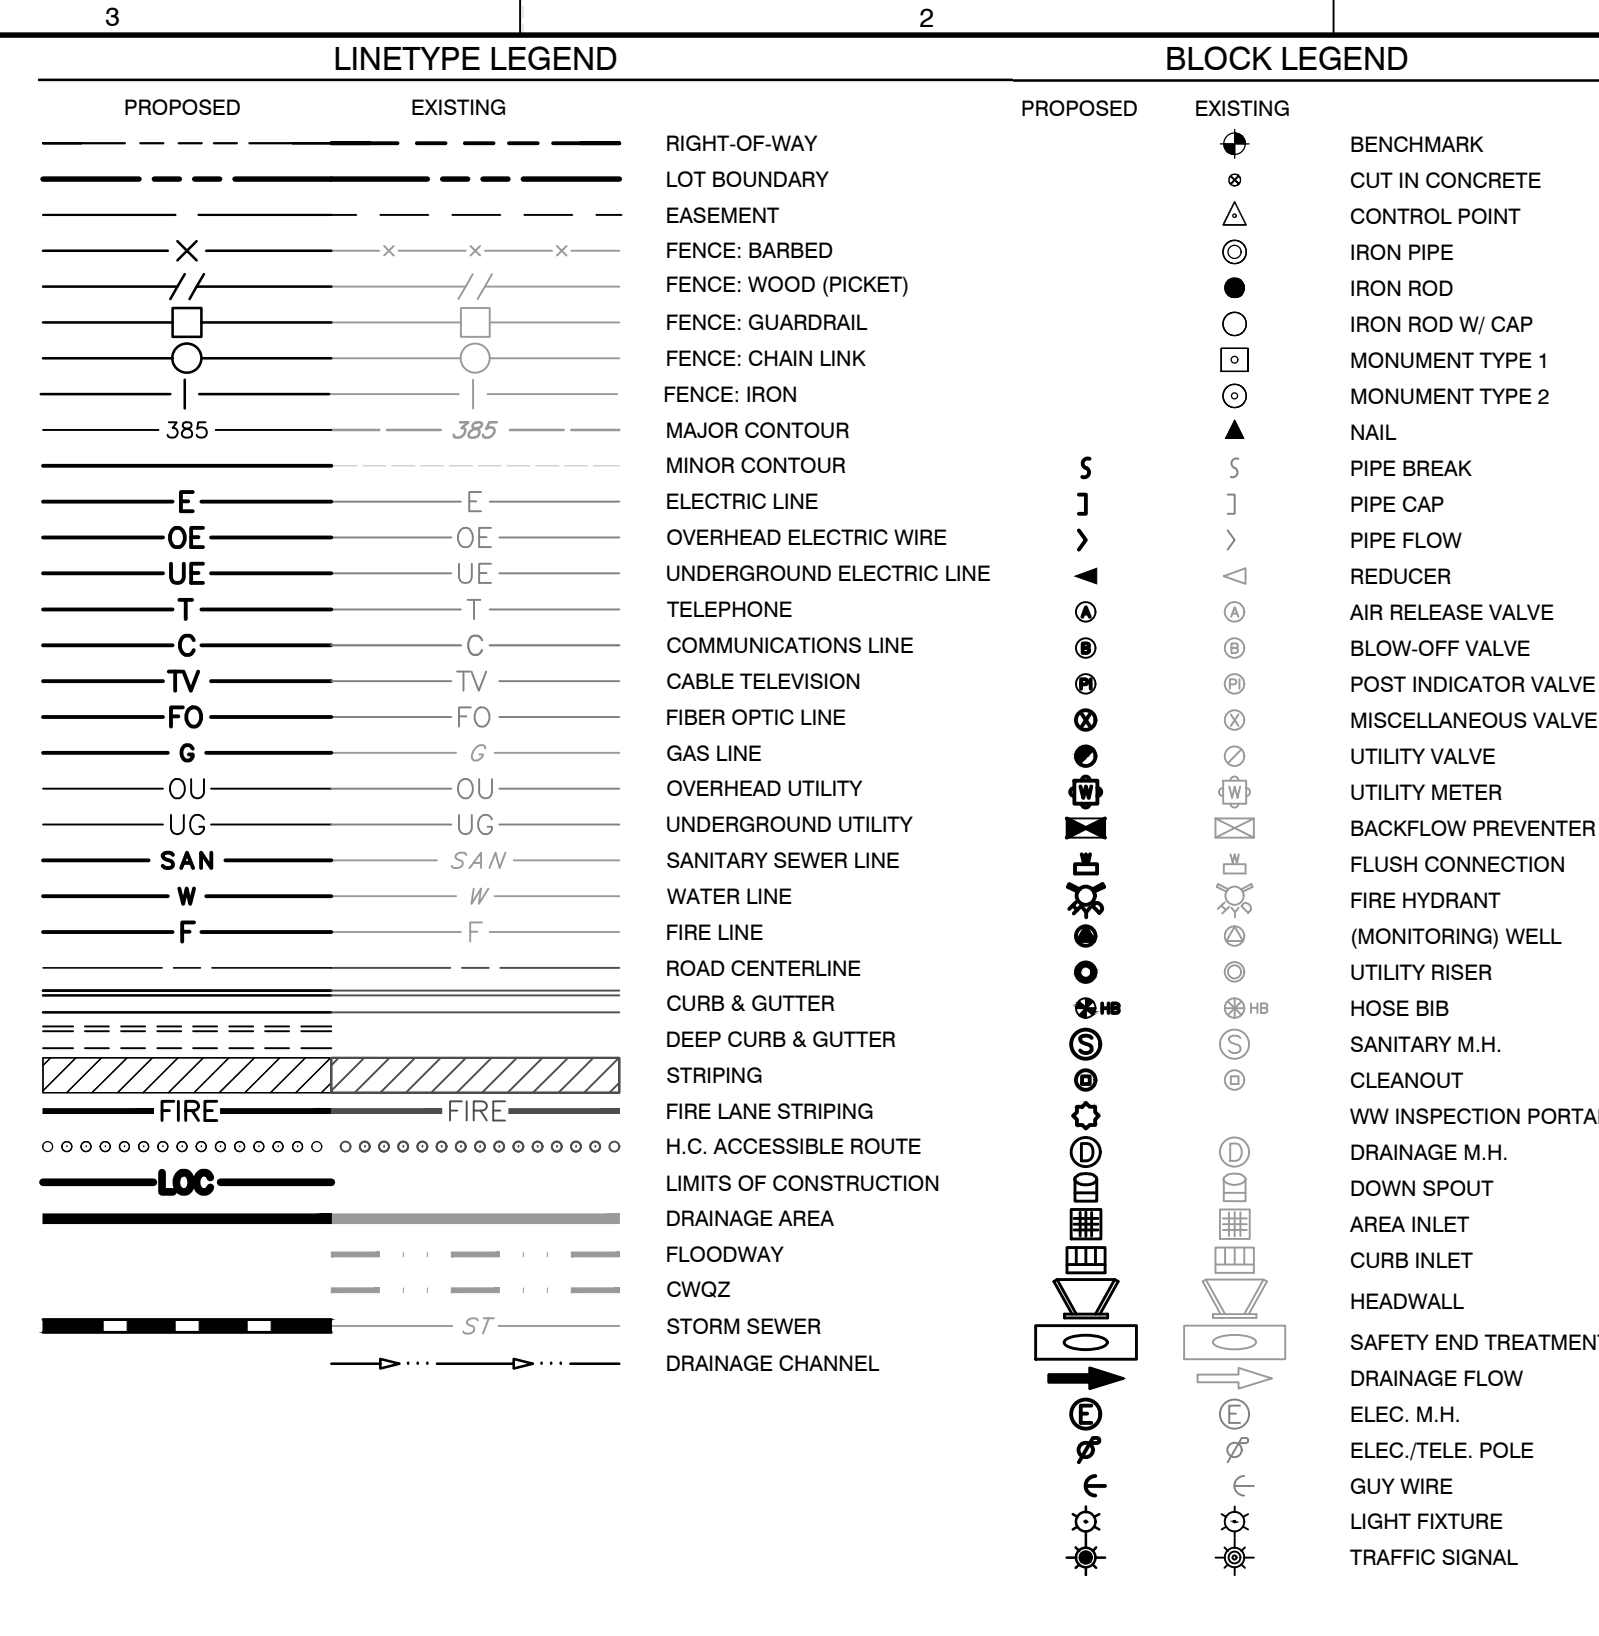 3 2
LINETYPE LEGEND
PROPOSED EXISTING
RIGHT-OF-WAY
LOT BOUNDARY
EASEMENT
FENCE: BARBED
FENCE: WOOD (PICKET)
FENCE: GUARDRAIL
FENCE: CHAIN LINK
FENCE: IRON
385 385 MAJOR CONTOUR
MINOR CONTOUR
E E ELECTRIC LINE
OE OE OVERHEAD ELECTRIC WIRE
UE UE UNDERGROUND ELECTRIC LINE
T T TELEPHONE
C C COMMUNICATIONS LINE
TV TV CABLE TELEVISION
FO FO FIBER OPTIC LINE
G G GAS LINE
OU OU OVERHEAD UTILITY
UG UG UNDERGROUND UTILITY
SAN SAN SANITARY SEWER LINE
W W WATER LINE
F F FIRE LINE
ROAD CENTERLINE
CURB & GUTTER
DEEP CURB & GUTTER
STRIPING
FIRE FIRE FIRE LANE STRIPING
H.C. ACCESSIBLE ROUTE
LOC LIMITS OF CONSTRUCTION
DRAINAGE AREA
FLOODWAY
CWQZ
ST STORM SEWER
DRAINAGE CHANNEL
BLOCK LEGEND
PROPOSED EXISTING
BENCHMARK
CUT IN CONCRETE
CONTROL POINT
IRON PIPE
IRON ROD
IRON ROD W/ CAP
MONUMENT TYPE 1
MONUMENT TYPE 2
NAIL
PIPE BREAK
PIPE CAP
PIPE FLOW
REDUCER
A A AIR RELEASE VALVE
B B BLOW-OFF VALVE
PI PI POST INDICATOR VALVE
MISCELLANEOUS VALVE
UTILITY VALVE
W W UTILITY METER
BACKFLOW PREVENTER
W W FLUSH CONNECTION
FIRE HYDRANT
(MONITORING) WELL
UTILITY RISER
HB HB HOSE BIB
S S SANITARY M.H.
CLEANOUT
WW INSPECTION PORTA
D D DRAINAGE M.H.
DOWN SPOUT
AREA INLET
CURB INLET
HEADWALL
SAFETY END TREATMENT
DRAINAGE FLOW
E E ELEC. M.H.
ELEC./TELE. POLE
GUY WIRE
LIGHT FIXTURE
TRAFFIC SIGNAL